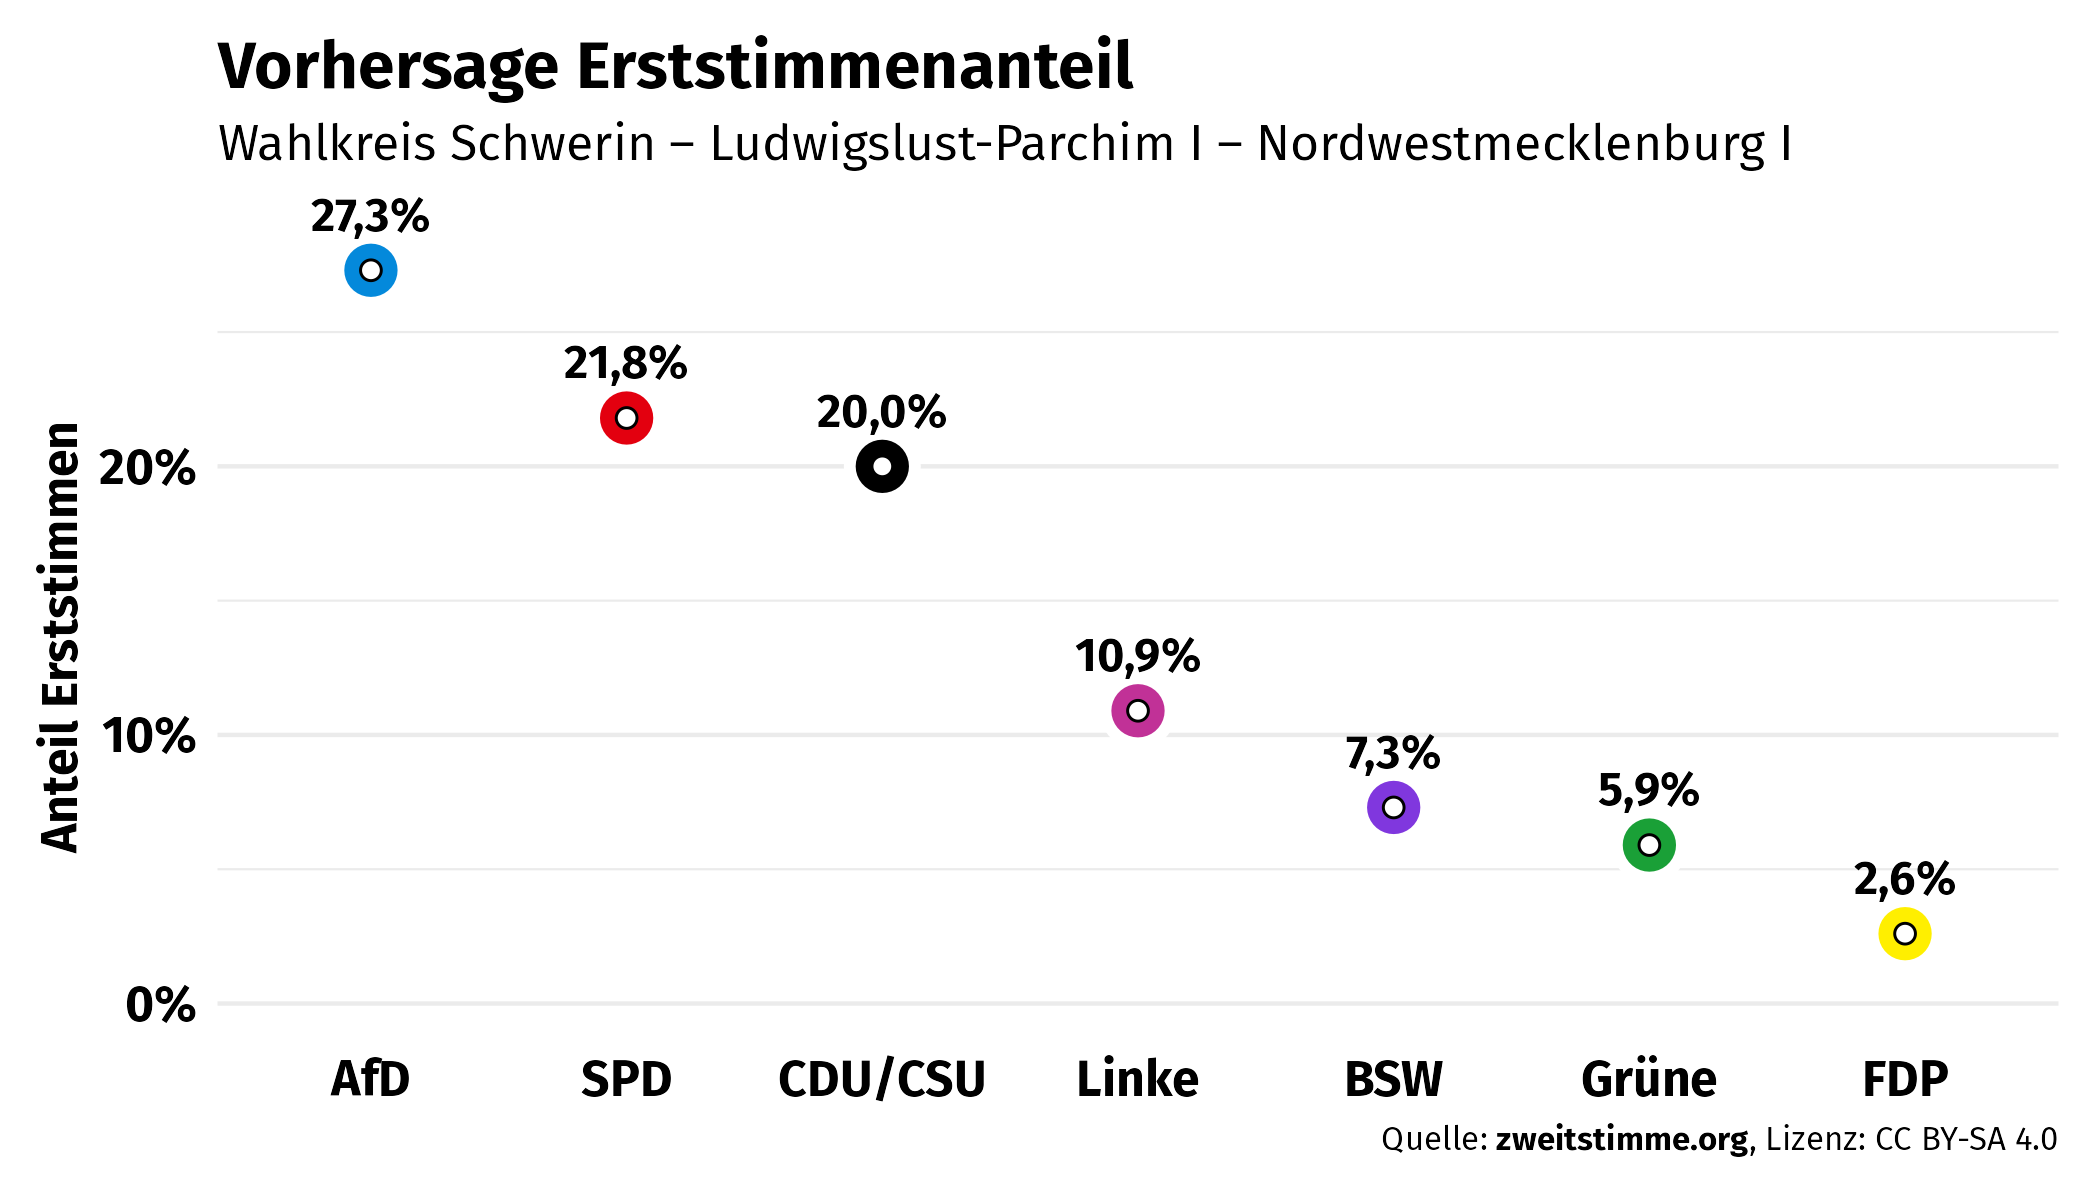 Vorhersage Erststimmenanteil
Wahlkreis Schwerin – Ludwigslust-Parchim I – Nordwestmecklenburg I
27,3%
21,8%
20,0%
10,9%
7,3%
5,9%
2,6%
Anteil Erststimmen
20%
10%
0%
AfD SPD CDU/CSU Linke BSW Grüne FDP
Quelle: zweitstimme.org, Lizenz: CC BY-SA 4.0